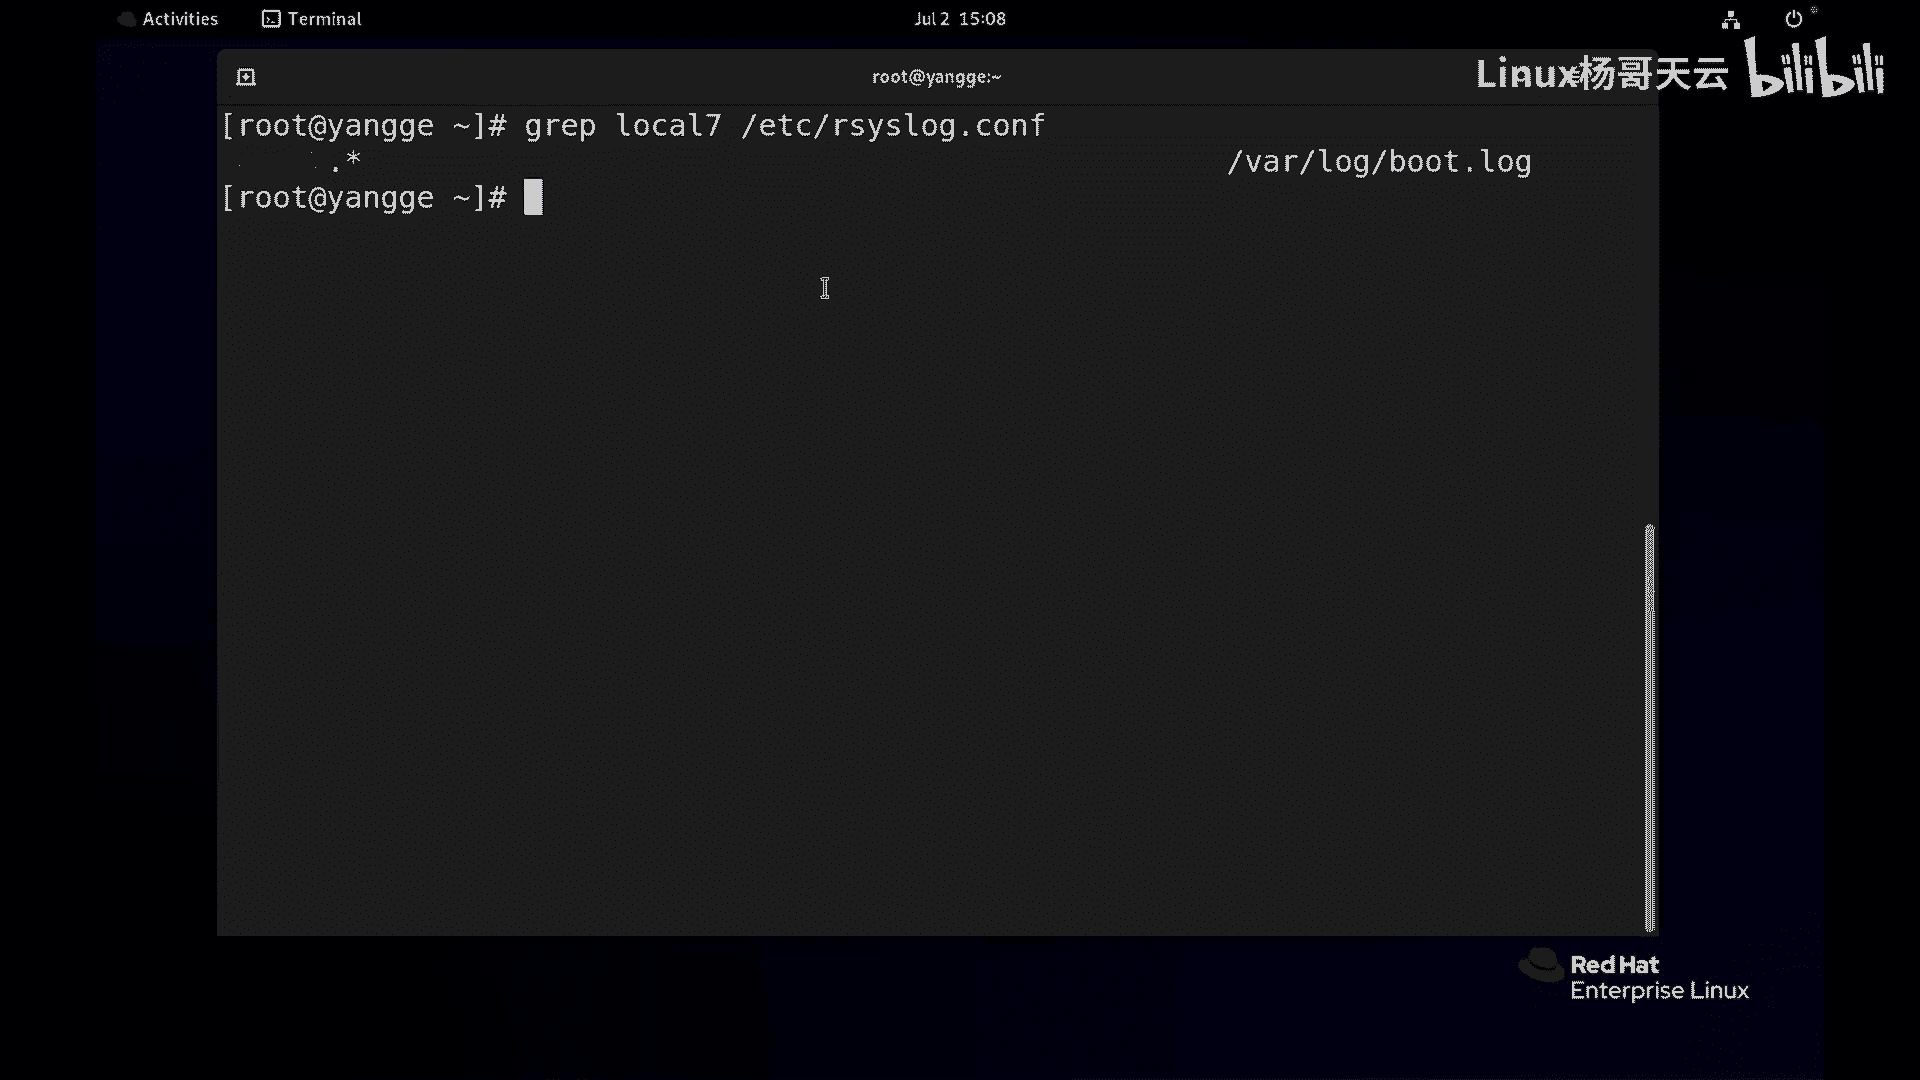 Activities Terminal Jul 2 15:08
root@yangge:~
Linux杨哥天云 bilibili
[root@yangge ~]# grep local7 /etc/rsyslog.conf
.* /var/log/boot.log
[root@yangge ~]#
Red Hat
Enterprise Linux